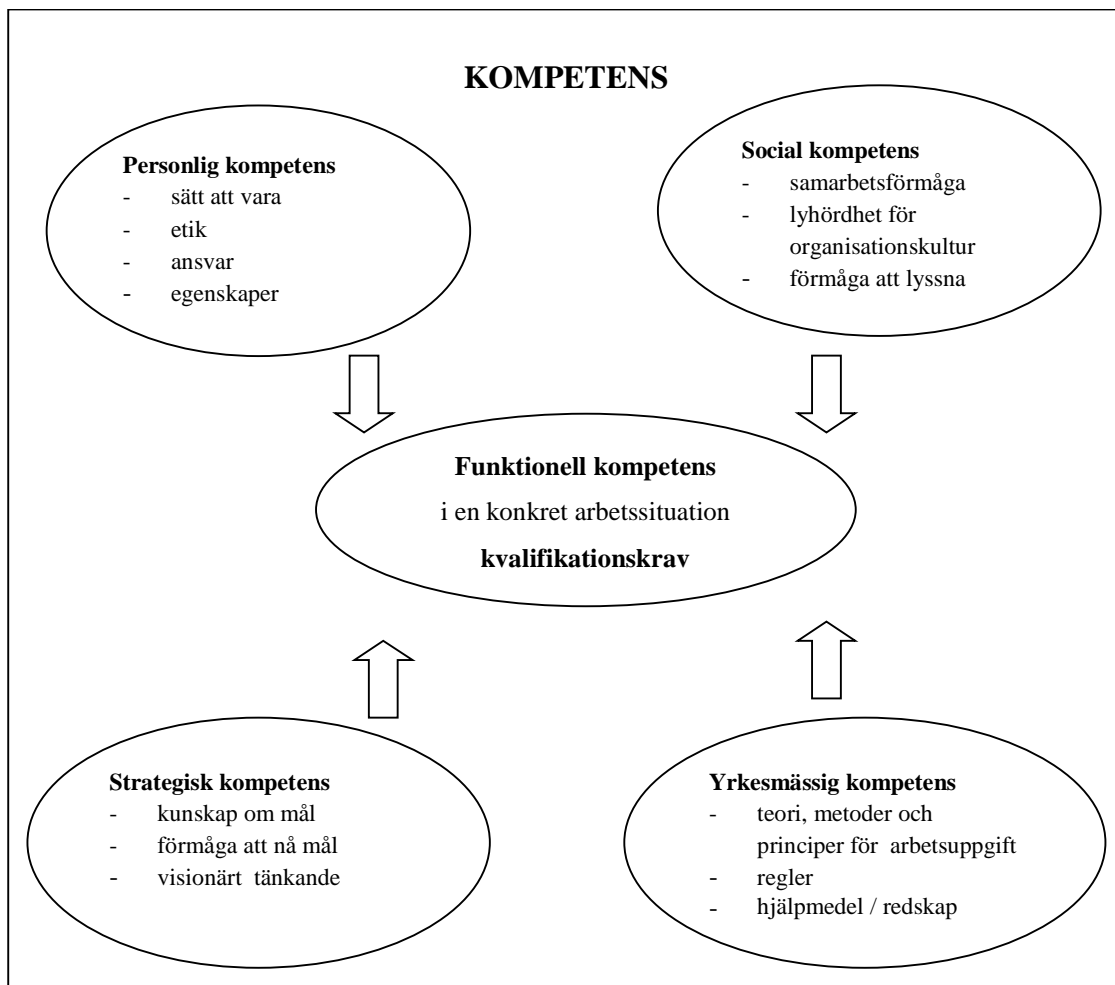 KOMPETENS
Personlig kompetens
- sätt att vara
- etik
- ansvar
- egenskaper
Social kompetens
- samarbetsförmåga
- lyhördhet för
organisationskultur
- förmåga att lyssna
Funktionell kompetens
i en konkret arbetssituation
kvalifikationskrav
Strategisk kompetens
- kunskap om mål
- förmåga att nå mål
- visionärt tänkande
Yrkesmässig kompetens
- teori, metoder och
principer för arbetsuppgift
- regler
- hjälpmedel / redskap